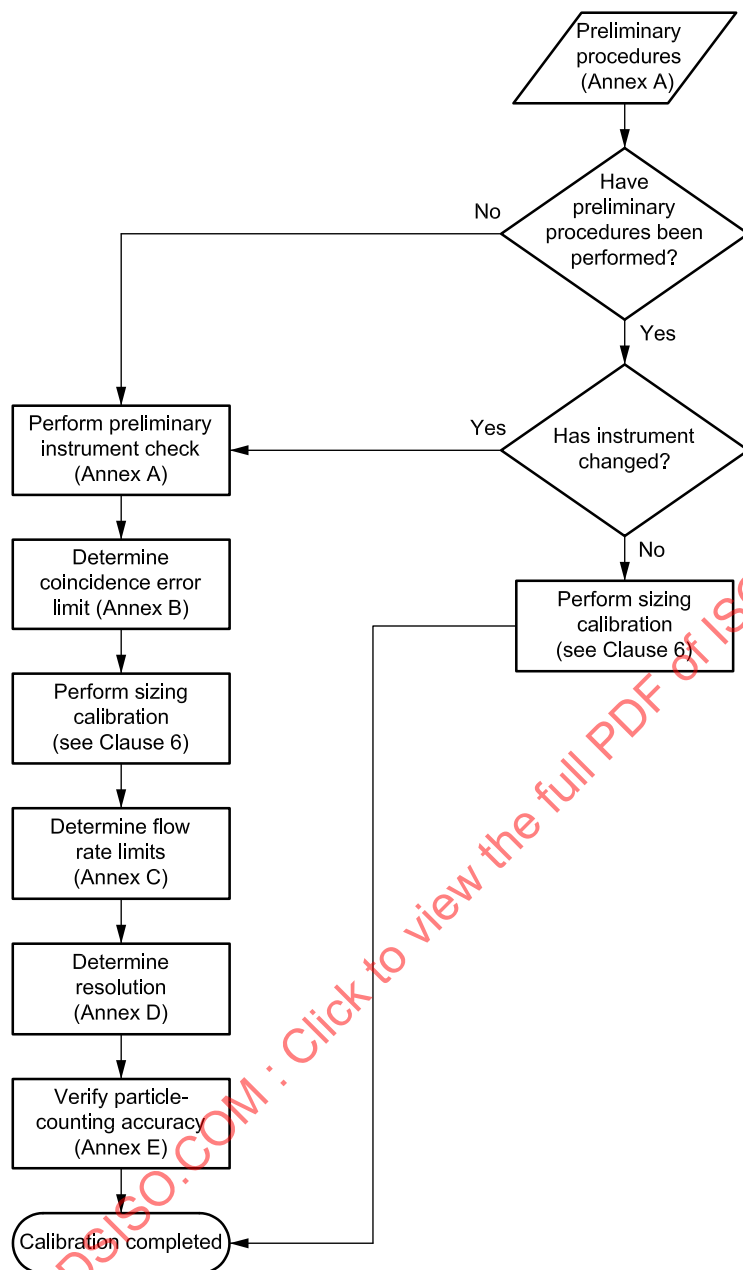 Preliminary
procedures
(Annex A)
Have
preliminary
procedures been
performed?
No
Yes
Has instrument
changed?
Yes
No
Perform preliminary
instrument check
(Annex A)
Determine
coincidence error
limit (Annex B)
Perform sizing
calibration
(see Clause 6)
Perform sizing
calibration
(see Clause 6)
Determine flow
rate limits
(Annex C)
Determine
resolution
(Annex D)
Verify particle-
counting accuracy
(Annex E)
Calibration completed
DSISO.COM : Click to view the full PDF of ISO